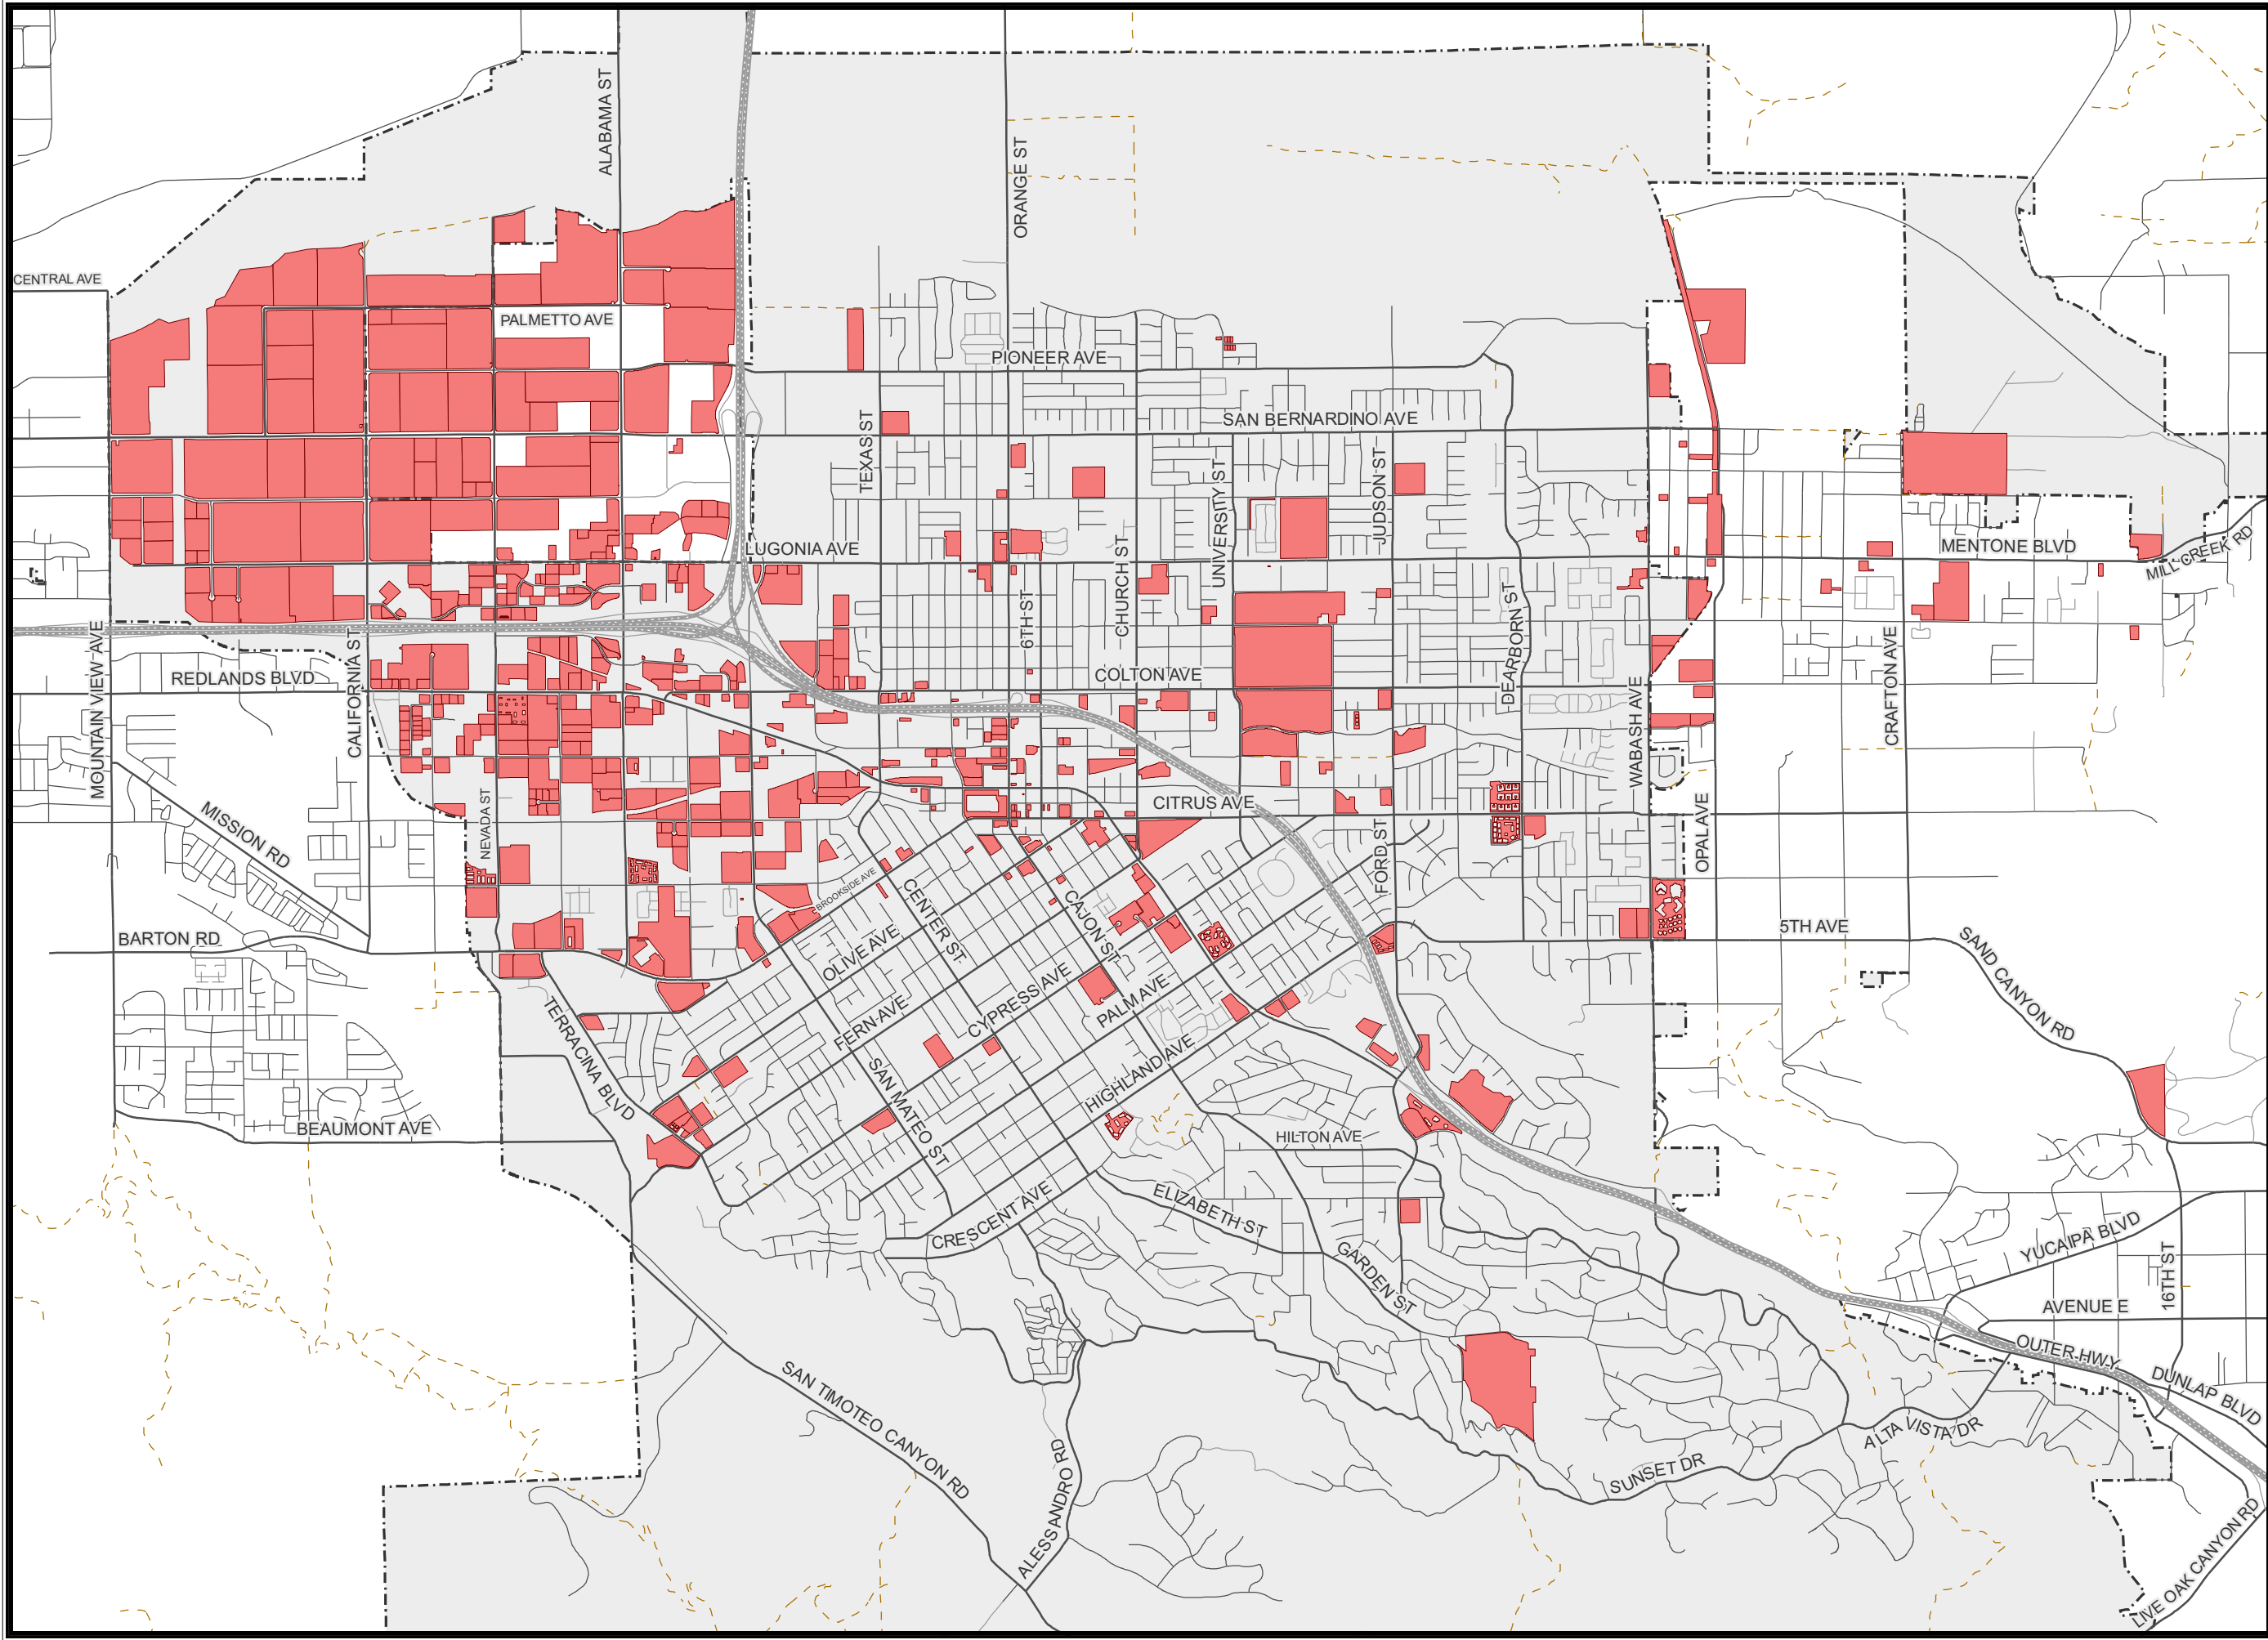 ALABAMA ST
ORANGE ST
CENTRAL AVE
PALMETTO AVE
PIONEER AVE
SAN BERNARDINO AVE
TEXAS ST
UNIVERSITY ST
JUDSON ST
LUGONIA AVE
MENTONE BLVD
MILL CREEK RD
CHURCH ST
6TH ST
DEARBORN ST
MOUNTAIN VIEW AVE
CALIFORNIA ST
REDLANDS BLVD
COLTON AVE
WABASH AVE
CRAFTON AVE
NEVADA ST
MISSION RD
CITRUS AVE
OPAL AVE
FORD ST
BROOKSIDE AVE
CENTER ST
CAJON ST
BARTON RD
OLIVE AVE
5TH AVE
SAND CANYON RD
TERRACINA BLVD
FERN AVE
CYPRESS AVE
PALM AVE
SAN MATEO ST
HIGHLAND AVE
BEAUMONT AVE
HILTON AVE
CRESCENT AVE
ELIZABETH ST
GARDEN ST
YUCAIPA BLVD
16TH ST
AVENUE E
OUTER HWY
DUNLAP BLVD
SAN TIMOTEO CANYON RD
ALESSANDRO RD
SUNSET DR
ALTA VISTA DR
LIVE OAK CANYON RD